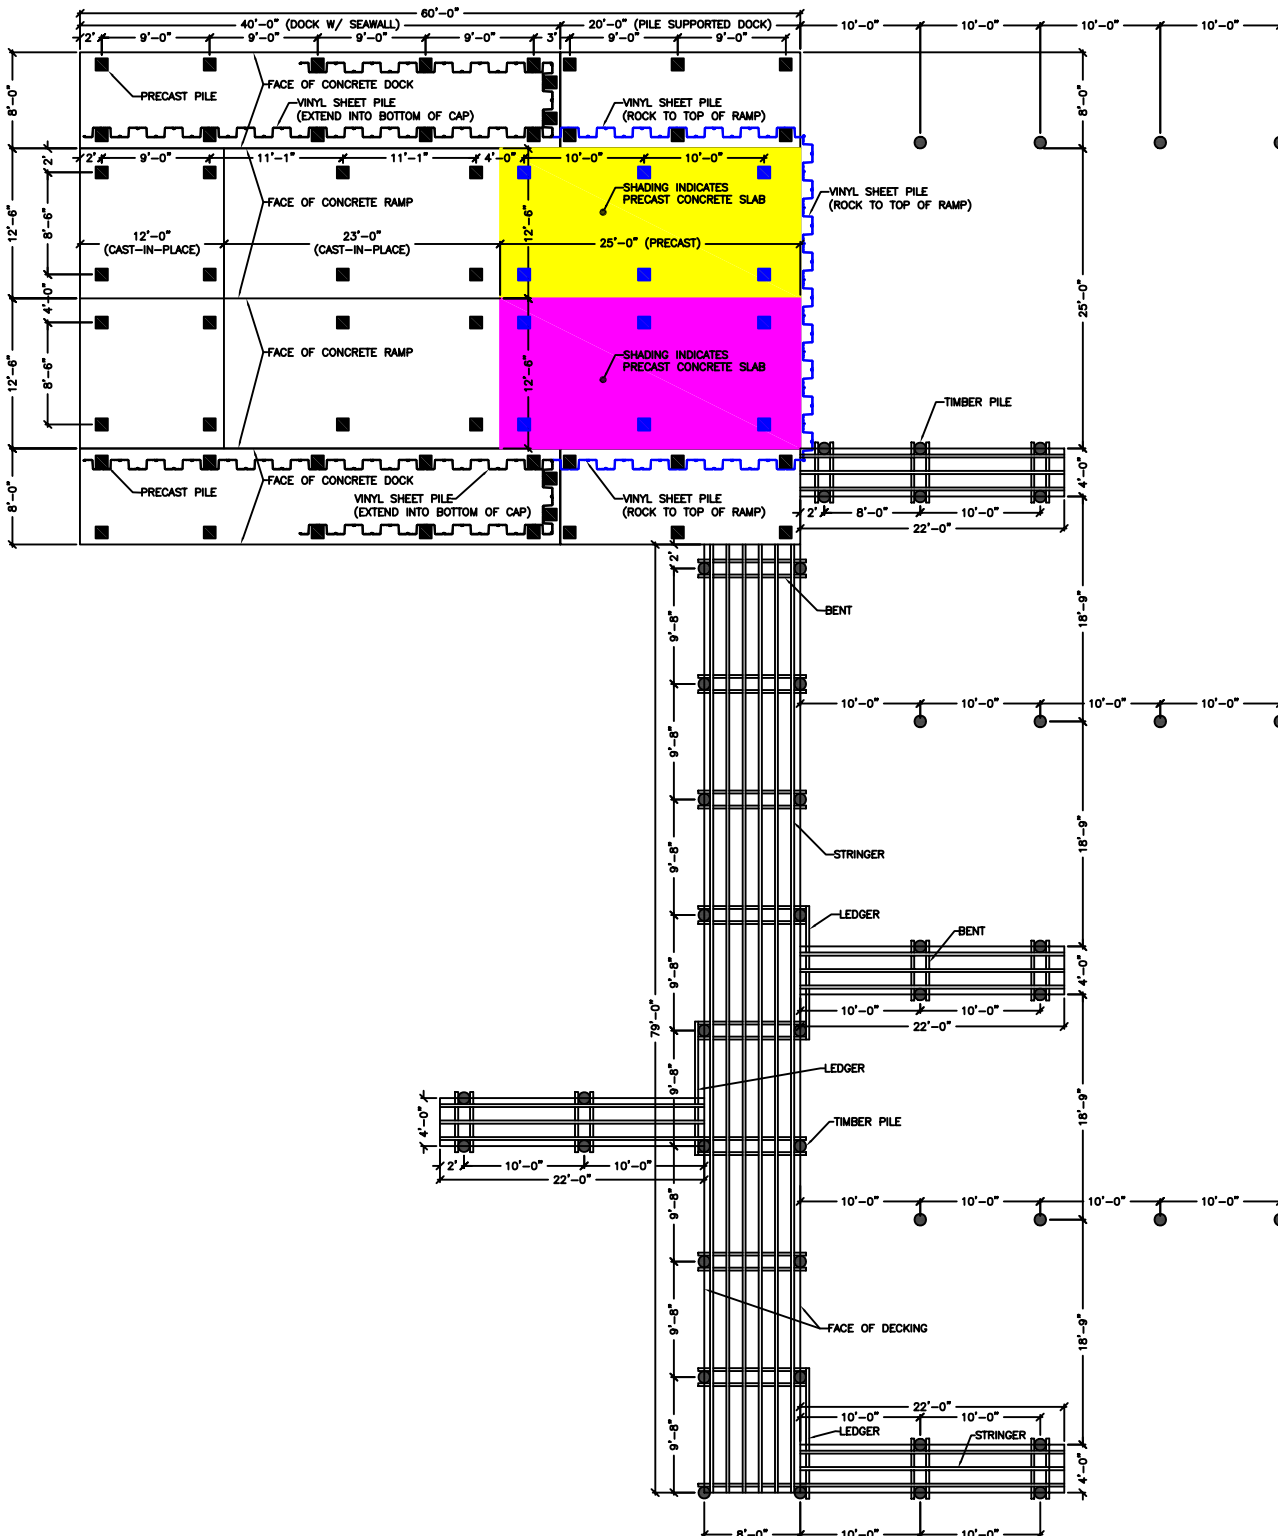 60'-0"
40'-0" (DOCK W/ SEAWALL)
20'-0" (PILE SUPPORTED DOCK)
10'-0"
10'-0"
10'-0"
10'-0"
2'
9'-0"
9'-0"
9'-0"
9'-0"
3'
9'-0"
9'-0"
8'-0"
PRECAST PILE
FACE OF CONCRETE DOCK
VINYL SHEET PILE
(EXTEND INTO BOTTOM OF CAP)
VINYL SHEET PILE
(ROCK TO TOP OF RAMP)
8'-0"
2'
2'
9'-0"
11'-1"
11'-1"
4'-0"
10'-0"
10'-0"
12'-6"
8'-6"
FACE OF CONCRETE RAMP
SHADING INDICATES
PRECAST CONCRETE SLAB
VINYL SHEET PILE
(ROCK TO TOP OF RAMP)
12'-0"
(CAST-IN-PLACE)
23'-0"
(CAST-IN-PLACE)
12'-6"
25'-0" (PRECAST)
25'-0"
4'-0"
12'-6"
8'-6"
FACE OF CONCRETE RAMP
12'-6"
SHADING INDICATES
PRECAST CONCRETE SLAB
TIMBER PILE
8'-0"
PRECAST PILE
FACE OF CONCRETE DOCK
VINYL SHEET PILE
(EXTEND INTO BOTTOM OF CAP)
VINYL SHEET PILE
(ROCK TO TOP OF RAMP)
4'-0"
2'
8'-0"
10'-0"
22'-0"
2'
BENT
9'-8"
18'-9"
10'-0"
10'-0"
10'-0"
10'-0"
9'-8"
STRINGER
18'-9"
9'-8"
LEDGER
BENT
9'-8"
4'-0"
10'-0"
10'-0"
22'-0"
79'-0"
LEDGER
9'-8"
4'-0"
TIMBER PILE
18'-9"
2'
10'-0"
10'-0"
22'-0"
9'-8"
10'-0"
10'-0"
10'-0"
10'-0"
9'-8"
FACE OF DECKING
18'-9"
22'-0"
10'-0"
10'-0"
9'-8"
LEDGER
STRINGER
4'-0"
8'-0"
10'-0"
10'-0"